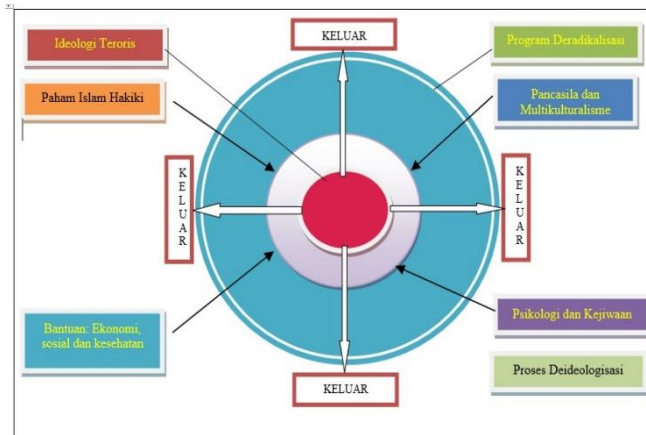 Ideologi Teroris
KELUAR
Program Deradikalisasi
Paham Islam Hakiki
Pancasila dan
Multikulturalisme
K
E
L
U
A
R
K
E
L
U
A
R
Bantuan: Ekonomi,
sosial dan kesehatan
Psikologi dan Kejiwaan
KELUAR
Proses Deideologisasi